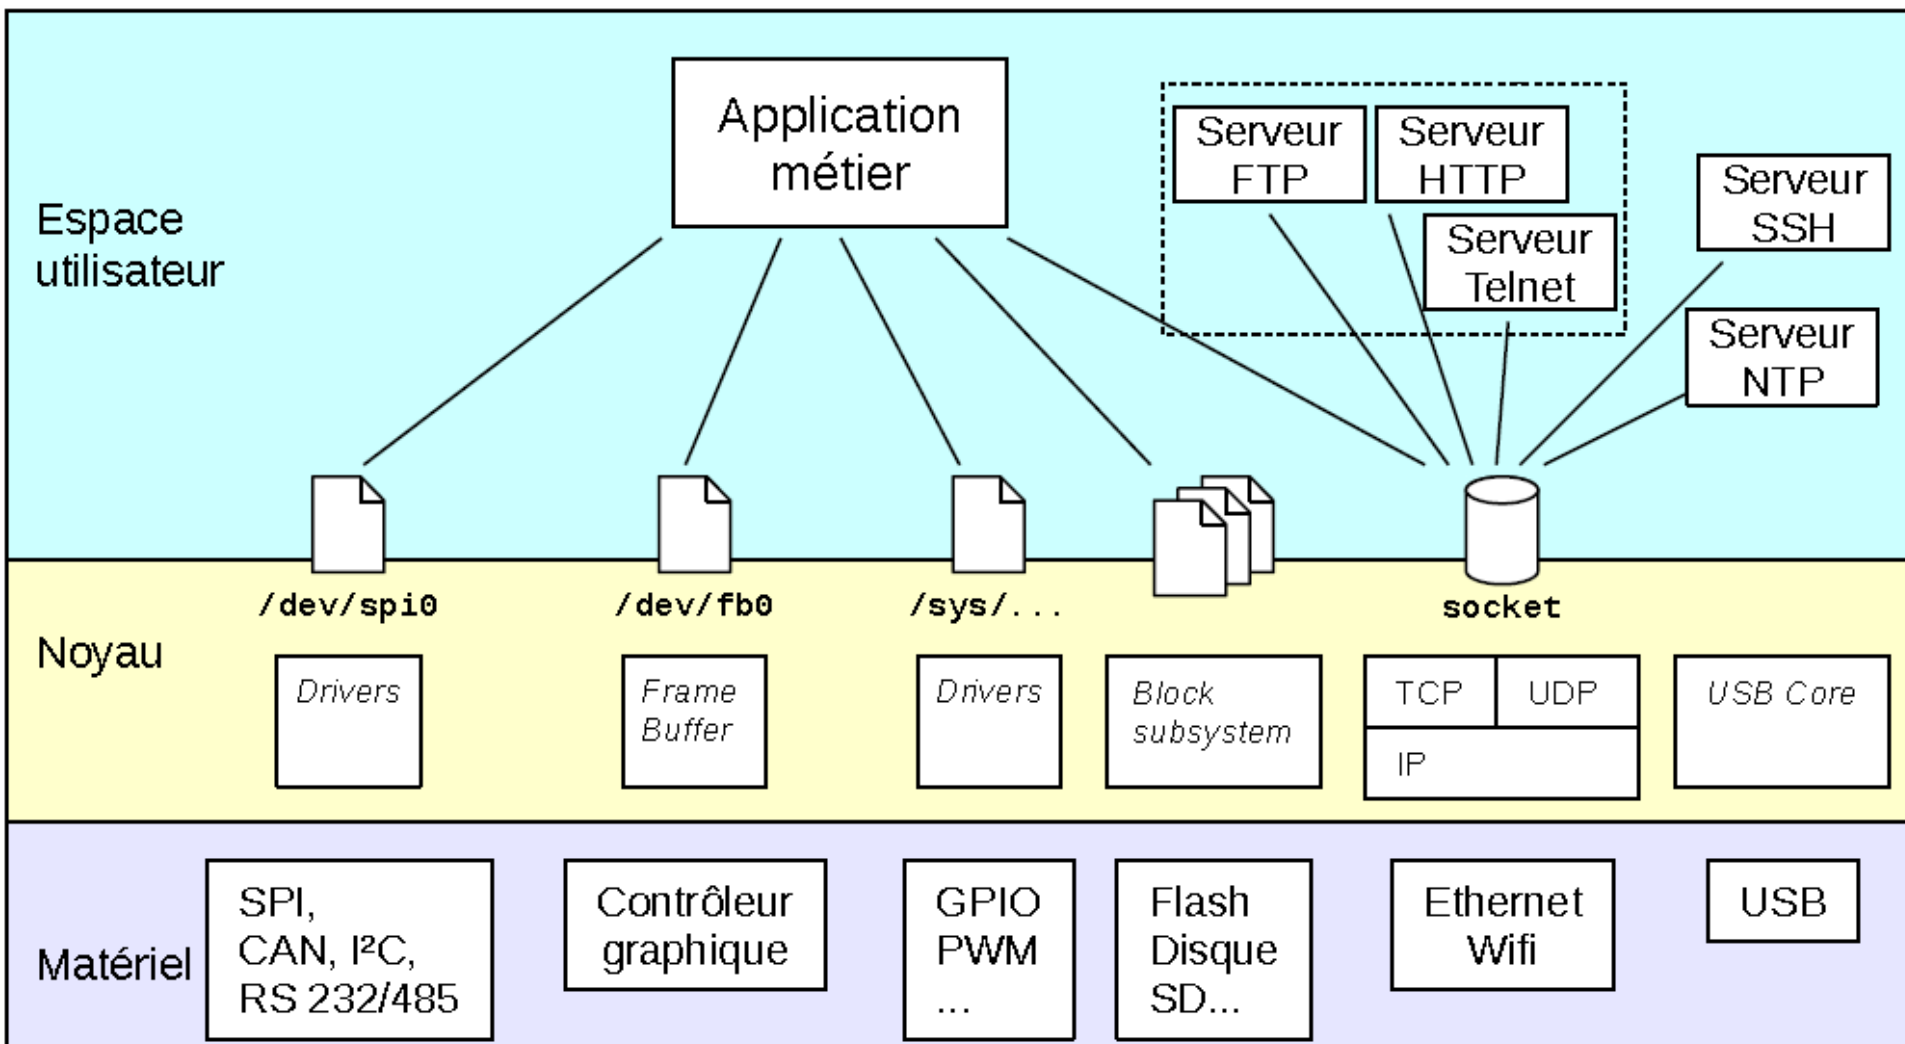 Application
métier
Serveur
FTP
Serveur
HTTP
Serveur
Telnet
Serveur
SSH
Serveur
NTP
Espace
utilisateur
/dev/spi0
/dev/fb0
/sys/...
socket
Noyau
Drivers
Frame
Buffer
Drivers
Block
subsystem
TCP
UDP
IP
USB Core
Matériel
SPI,
CAN, I²C,
RS 232/485
Contrôleur
graphique
GPIO
PWM
...
Flash
Disque
SD...
Ethernet
Wifi
USB